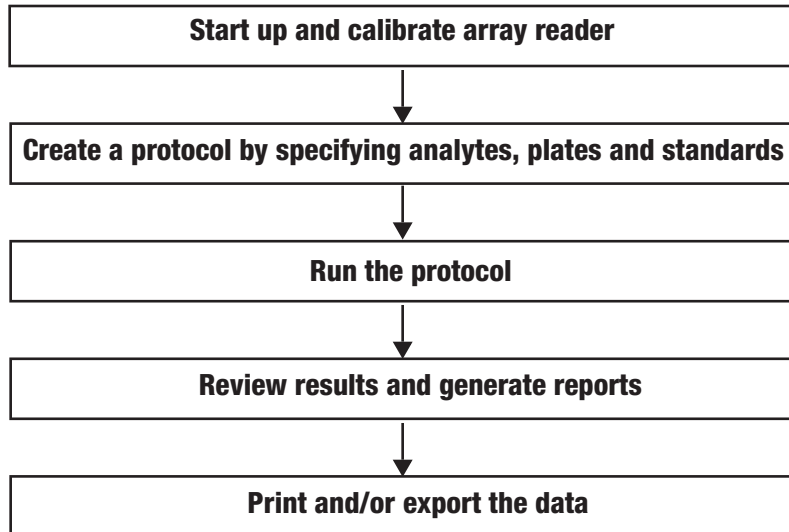 Start up and calibrate array reader
Create a protocol by specifying analytes, plates and standards
Run the protocol
Review results and generate reports
Print and/or export the data